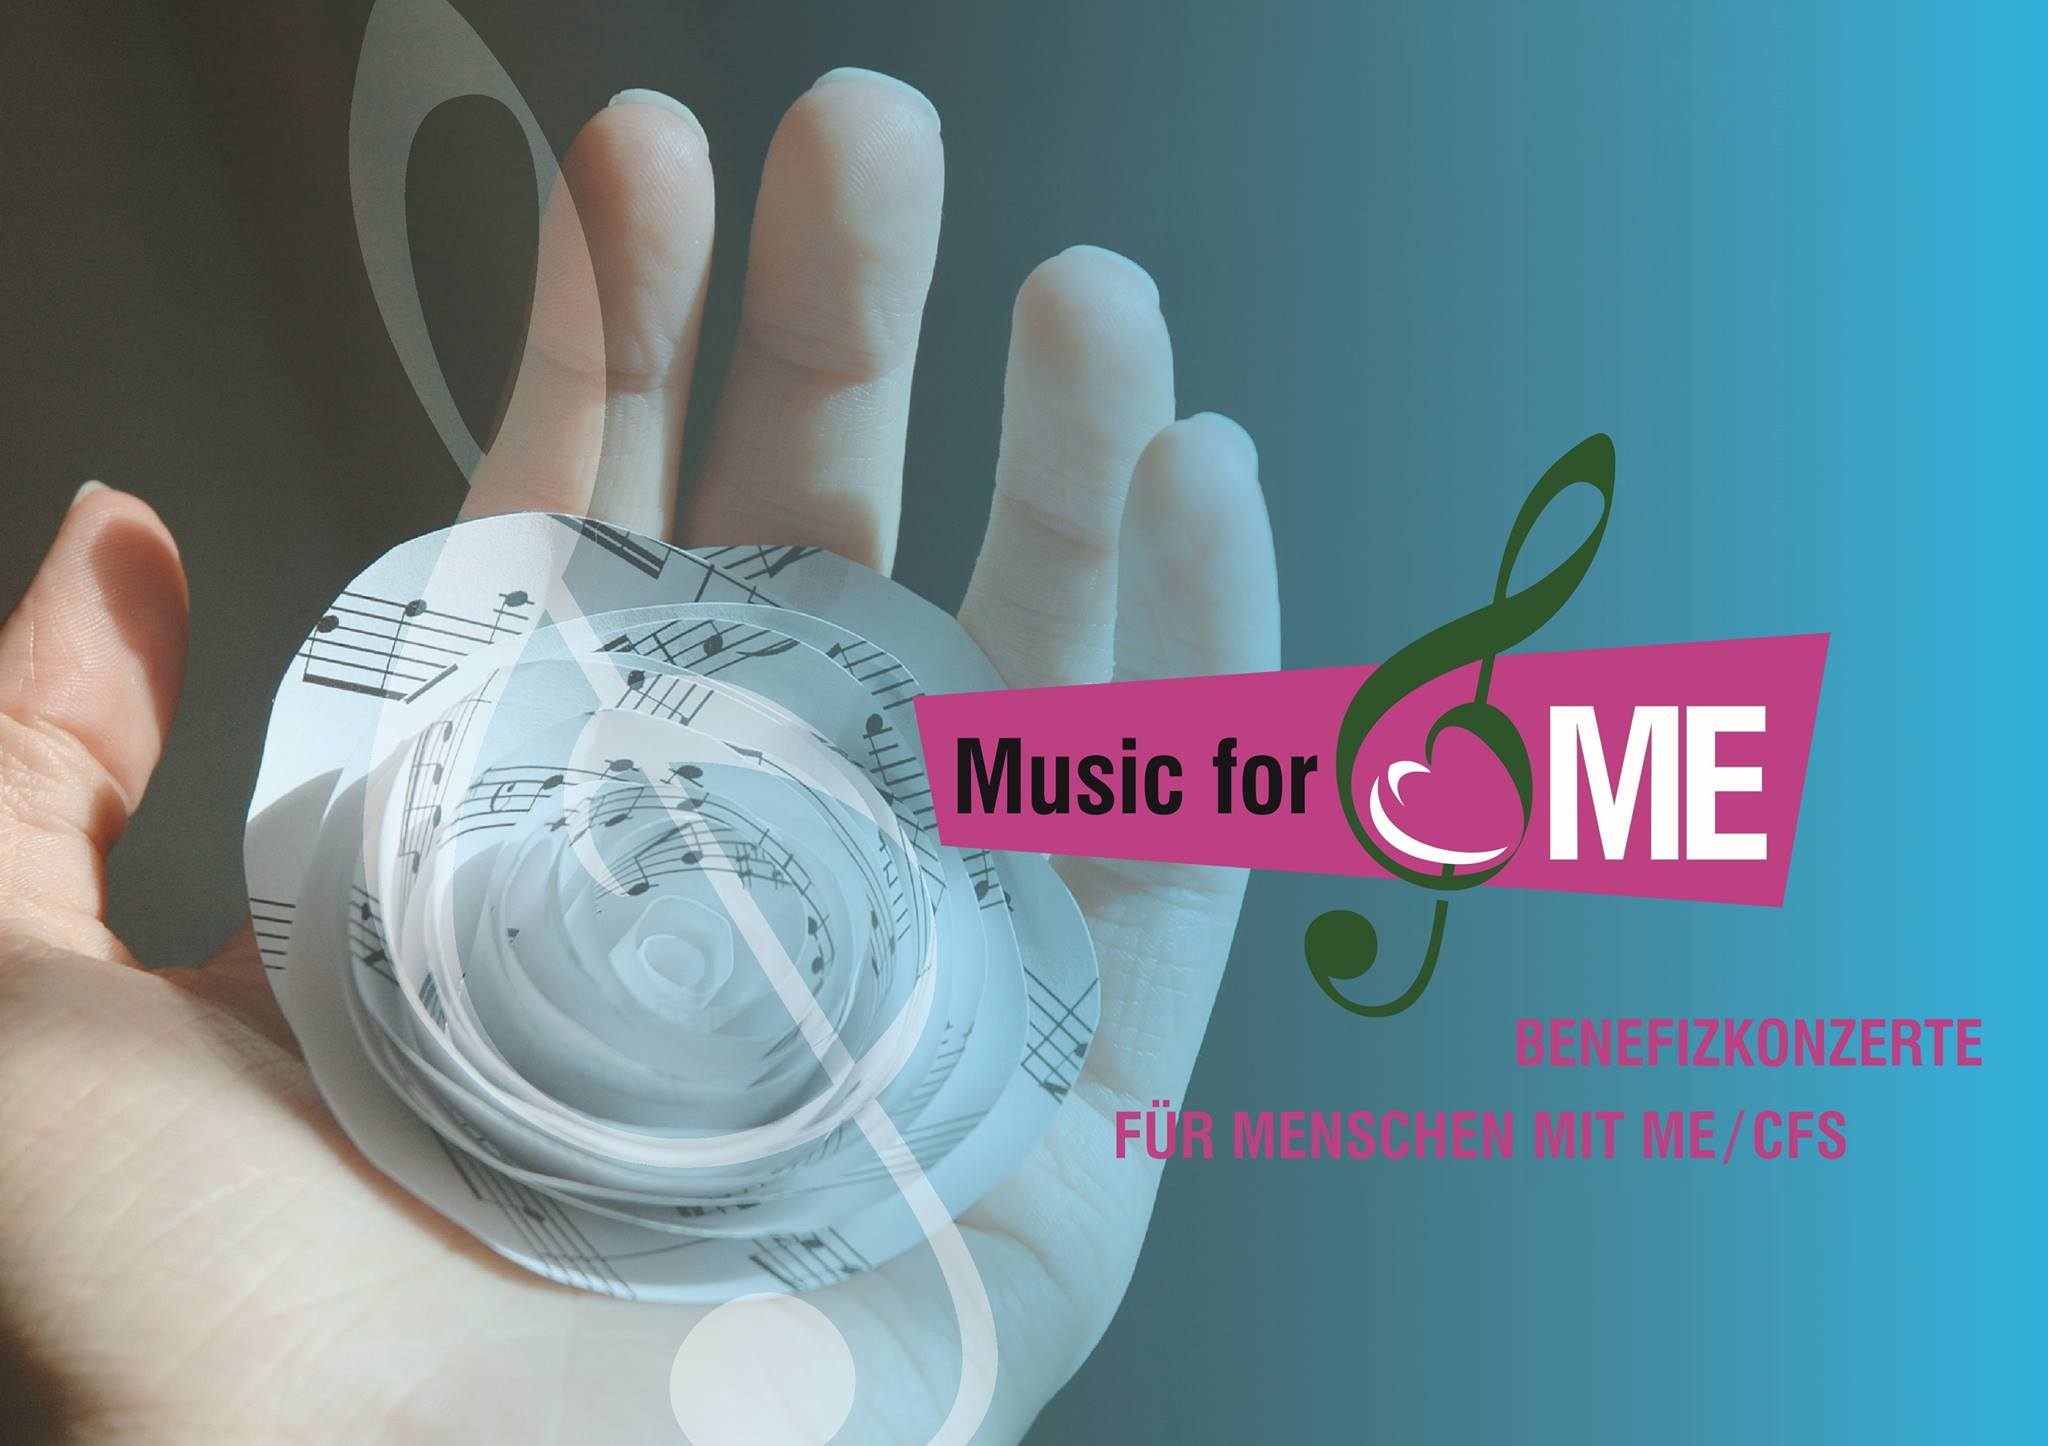 Music for ME
BENEFIZKONZERTE
FÜR MENSCHEN MIT ME/CFS